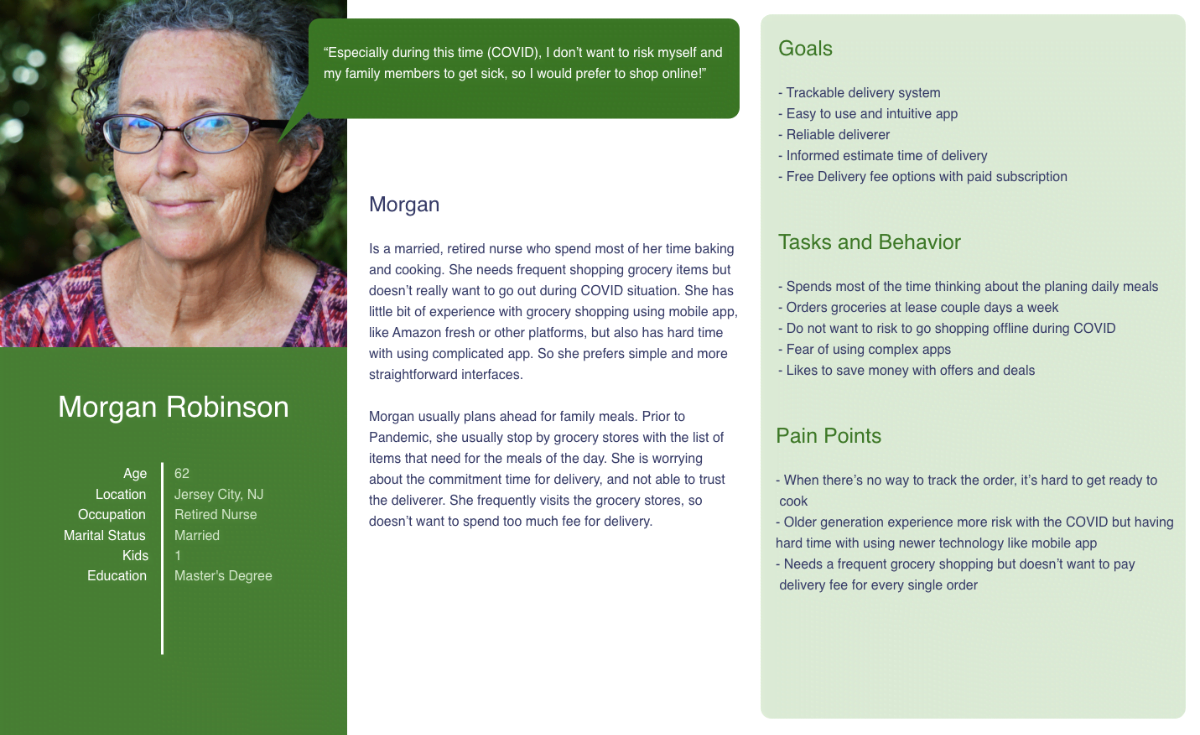 “Especially during this time (COVID), I don’t want to risk myself and
my family members to get sick, so I would prefer to shop online!”
Morgan Robinson
Age 62
Location Jersey City, NJ
Occupation Retired Nurse
Marital Status Married
Kids 1
Education Master's Degree
Morgan
Is a married, retired nurse who spend most of her time baking
and cooking. She needs frequent shopping grocery items but
doesn’t really want to go out during COVID situation. She has
little bit of experience with grocery shopping using mobile app,
like Amazon fresh or other platforms, but also has hard time
with using complicated app. So she prefers simple and more
straightforward interfaces.
Morgan usually plans ahead for family meals. Prior to
Pandemic, she usually stop by grocery stores with the list of
items that need for the meals of the day. She is worrying
about the commitment time for delivery, and not able to trust
the deliverer. She frequently visits the grocery stores, so
doesn’t want to spend too much fee for delivery.
Goals
- Trackable delivery system
- Easy to use and intuitive app
- Reliable deliverer
- Informed estimate time of delivery
- Free Delivery fee options with paid subscription
Tasks and Behavior
- Spends most of the time thinking about the planing daily meals
- Orders groceries at lease couple days a week
- Do not want to risk to go shopping offline during COVID
- Fear of using complex apps
- Likes to save money with offers and deals
Pain Points
- When there’s no way to track the order, it’s hard to get ready to
cook
- Older generation experience more risk with the COVID but having
hard time with using newer technology like mobile app
- Needs a frequent grocery shopping but doesn’t want to pay
delivery fee for every single order